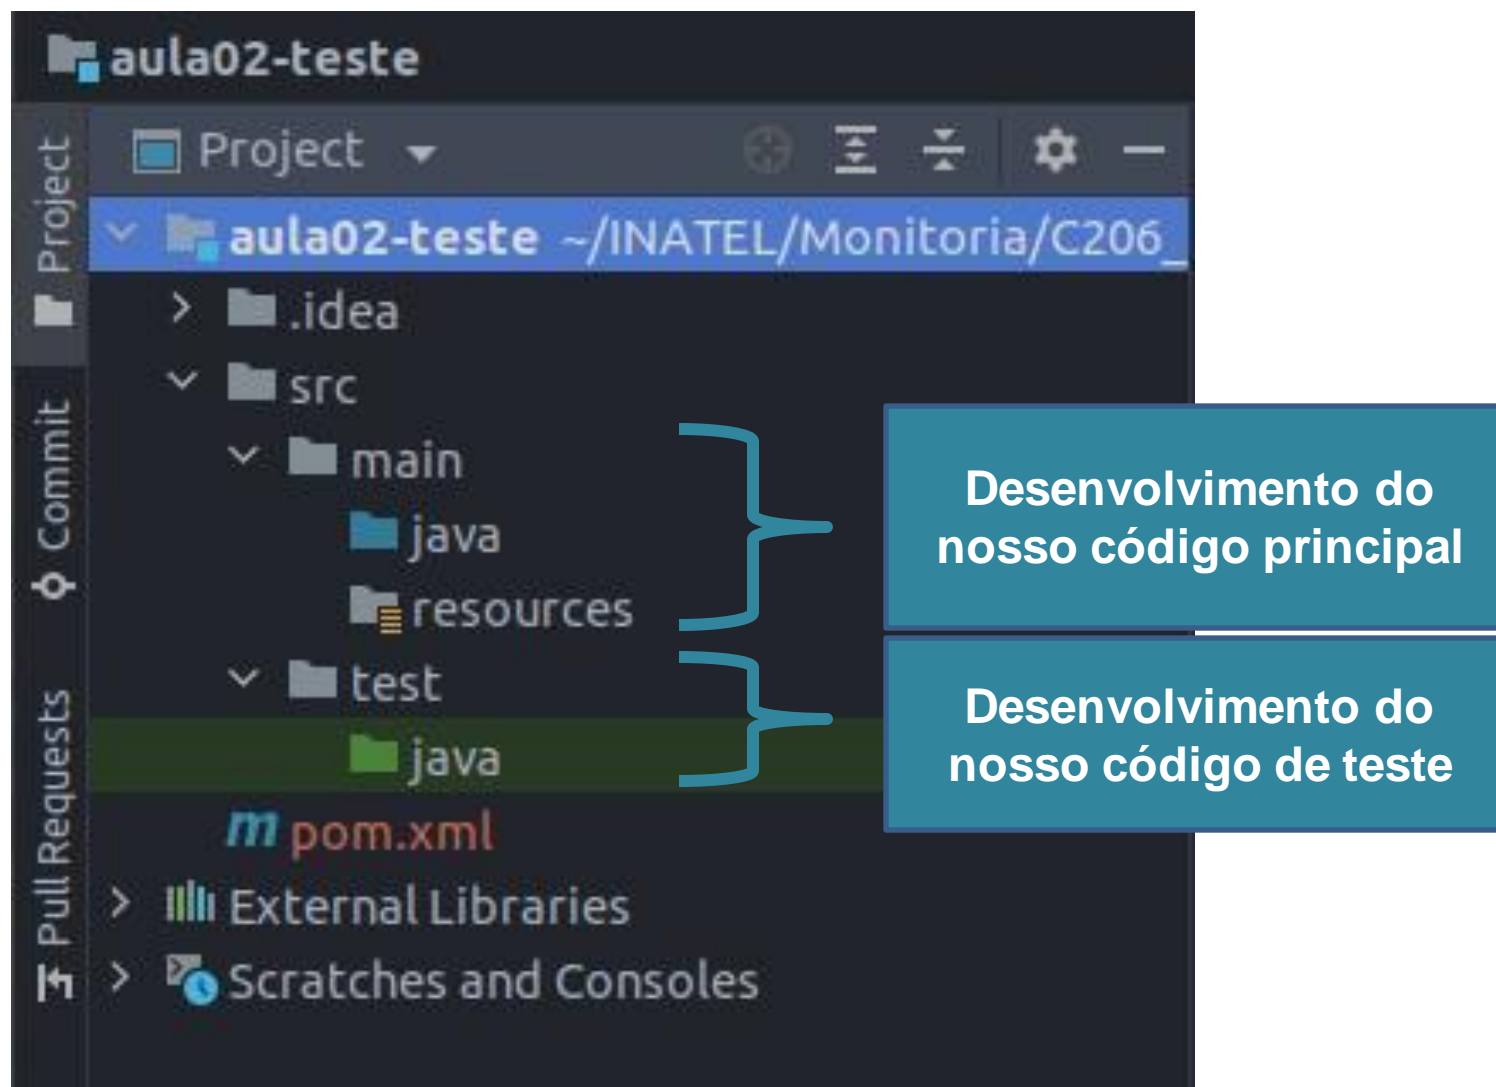 aula02-teste
Project
Project
aula02-teste ~/INATEL/Monitoria/C206_
.idea
src
Commit
main
java
resources
Desenvolvimento do
nosso código principal
test
java
Desenvolvimento do
nosso código de teste
Pull Requests
m pom.xml
External Libraries
Scratches and Consoles